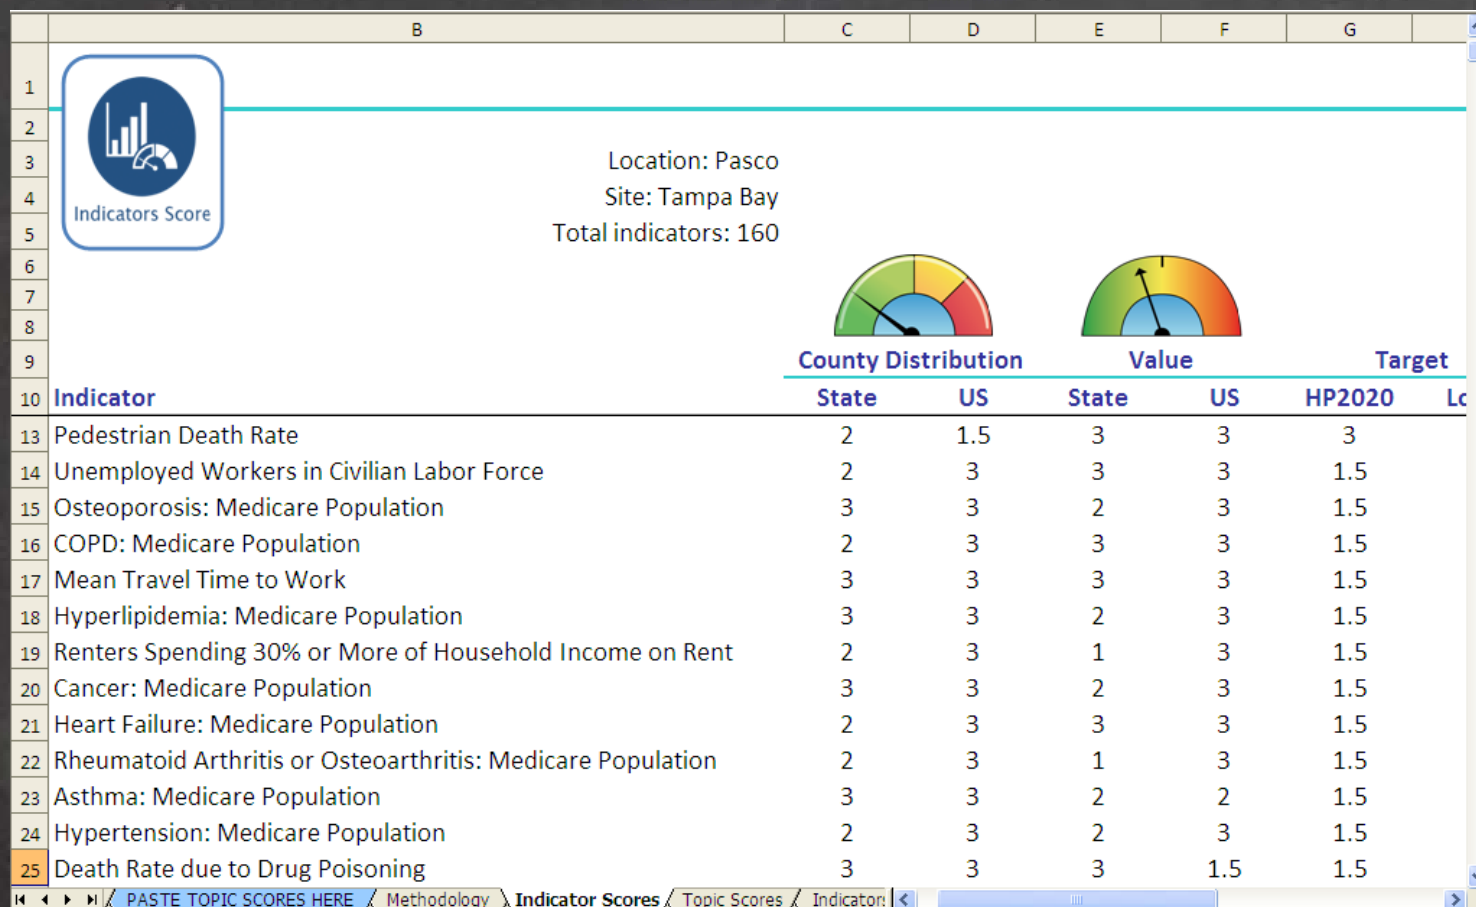 B C D E F G
1
2
3 Location: Pasco
4 Site: Tampa Bay
Indicators Score
5 Total indicators: 160
6
7
8
9 County Distribution Value Target
10 Indicator State US State US HP2020 Lo
13 Pedestrian Death Rate 2 1.5 3 3 3
14 Unemployed Workers in Civilian Labor Force 2 3 3 3 1.5
15 Osteoporosis: Medicare Population 3 3 2 3 1.5
16 COPD: Medicare Population 2 3 3 3 1.5
17 Mean Travel Time to Work 3 3 3 3 1.5
18 Hyperlipidemia: Medicare Population 3 3 2 3 1.5
19 Renters Spending 30% or More of Household Income on Rent 2 3 1 3 1.5
20 Cancer: Medicare Population 3 3 2 3 1.5
21 Heart Failure: Medicare Population 2 3 3 3 1.5
22 Rheumatoid Arthritis or Osteoarthritis: Medicare Population 2 3 1 3 1.5
23 Asthma: Medicare Population 3 3 2 2 1.5
24 Hypertension: Medicare Population 2 3 2 3 1.5
25 Death Rate due to Drug Poisoning 3 3 3 1.5 1.5
PASTE TOPIC SCORES HERE Methodology Indicator Scores Topic Scores Indicator